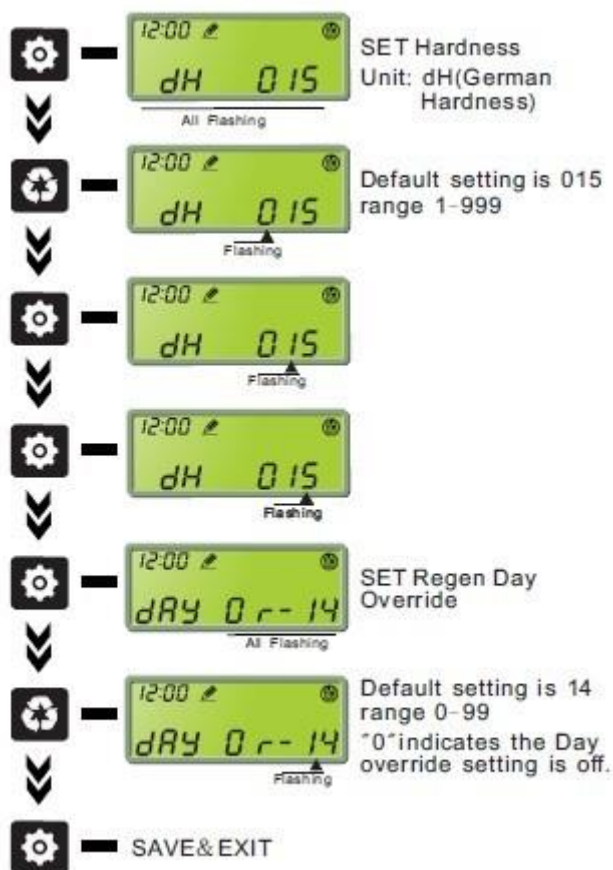 12:00
dH 015
All Flashing
SET Hardness
Unit: dH(German
Hardness)
12:00
dH 015
Flashing
Default setting is 015
range 1-999
12:00
dH 015
Flashing
12:00
dH 015
Flashing
12:00
dAY Or-14
All Flashing
SET Regen Day
Override
12:00
dAY Or-14
Flashing
Default setting is 14
range 0-99
"0"indicates the Day
override setting is off.
SAVE&EXIT